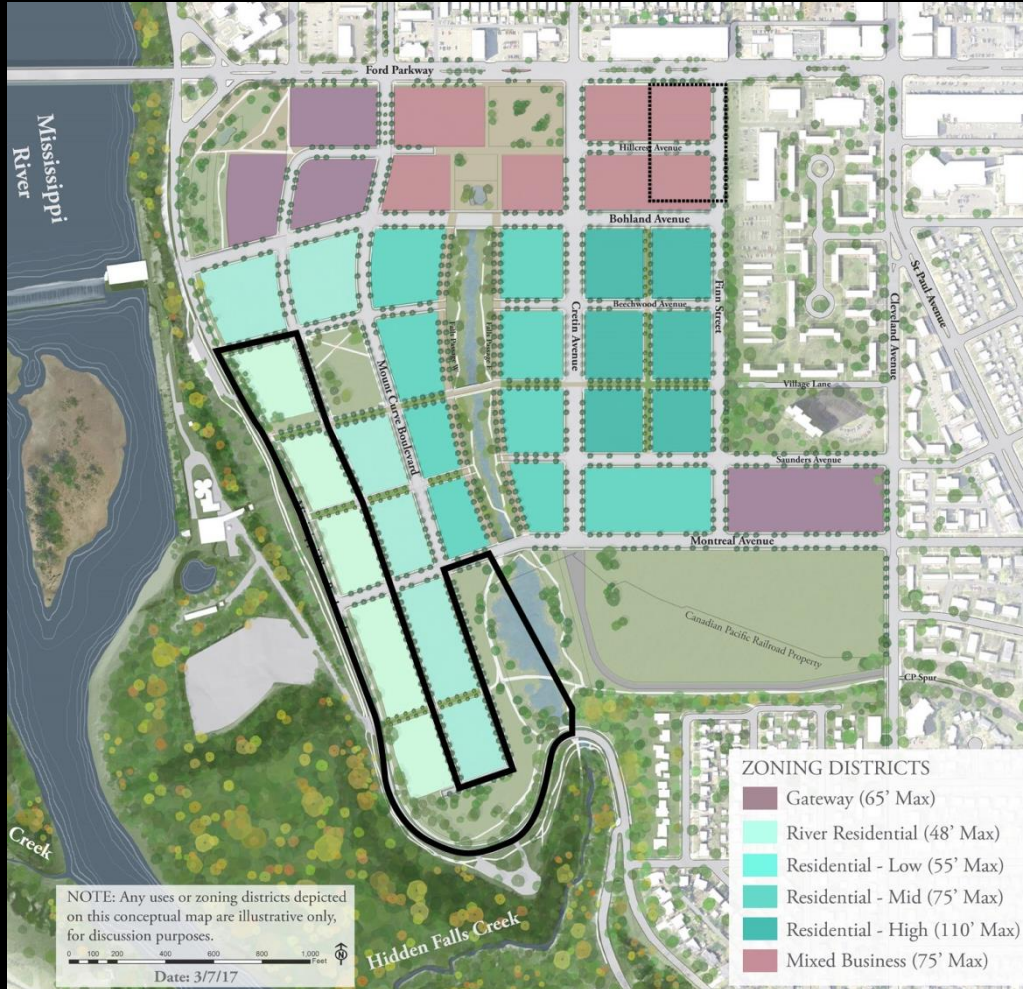 Ford Parkway
Mississippi
River
Hillcrest Avenue
Bohland Avenue
Finn Street
Cretin Avenue
Beechwood Avenue
St Paul Avenue
Cleveland Avenue
Mount Curve Boulevard
Village Lane
Saunders Avenue
Montreal Avenue
Canadian Pacific Railroad Property
CP Spur
Creek
Hidden Falls Creek
NOTE: Any uses or zoning districts depicted
on this conceptual map are illustrative only,
for discussion purposes.
0 100 200 400 600 800 1,000
Feet
N
Date: 3/7/17
ZONING DISTRICTS
Gateway (65' Max)
River Residential (48' Max)
Residential - Low (55' Max)
Residential - Mid (75' Max)
Residential - High (110' Max)
Mixed Business (75' Max)